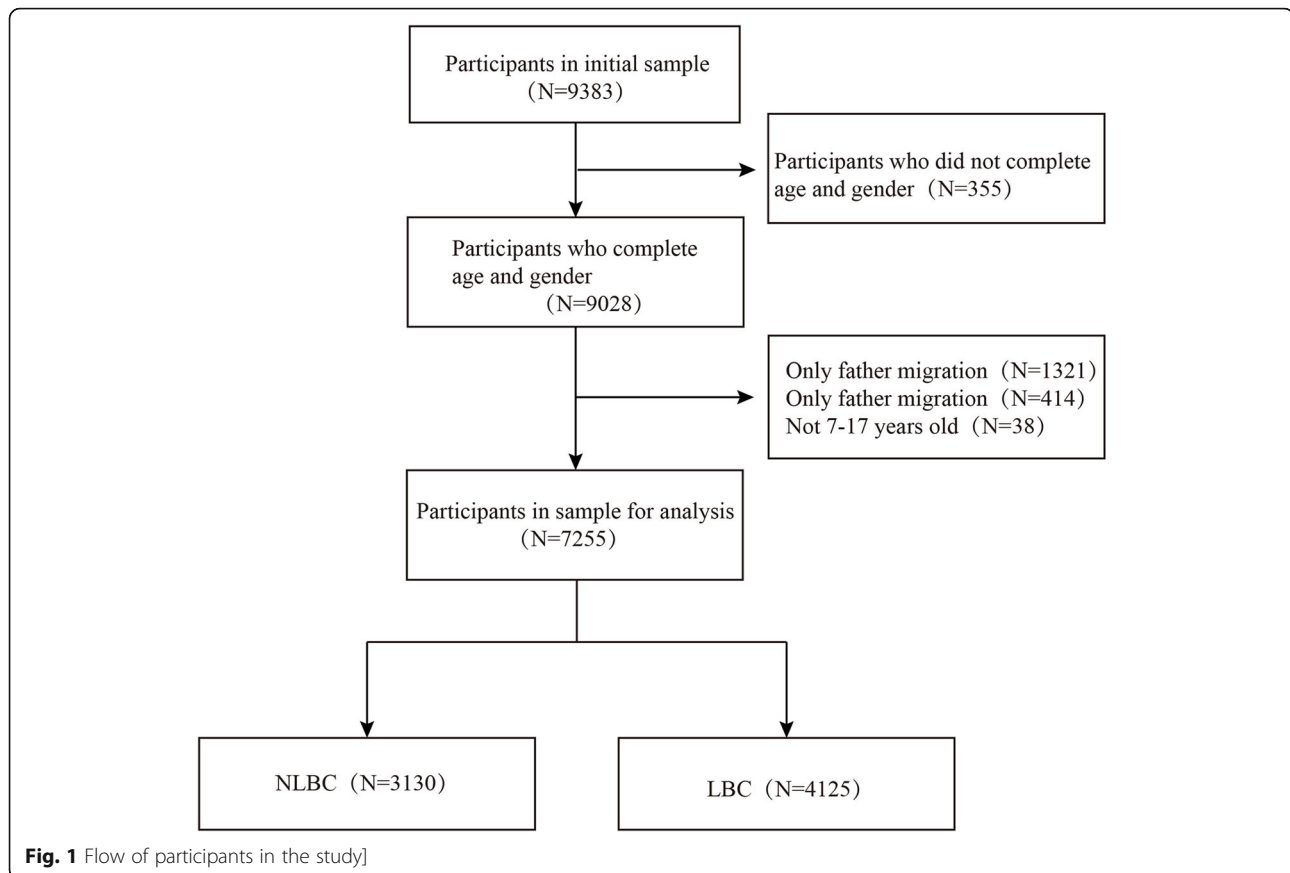 Participants in initial sample
（N=9383）
Participants who did not complete
age and gender（N=355）
Participants who complete
age and gender
（N=9028）
Only father migration（N=1321）
Only father migration（N=414）
Not 7-17 years old（N=38）
Participants in sample for analysis
（N=7255）
NLBC（N=3130）
LBC（N=4125）
Fig. 1 Flow of participants in the study]